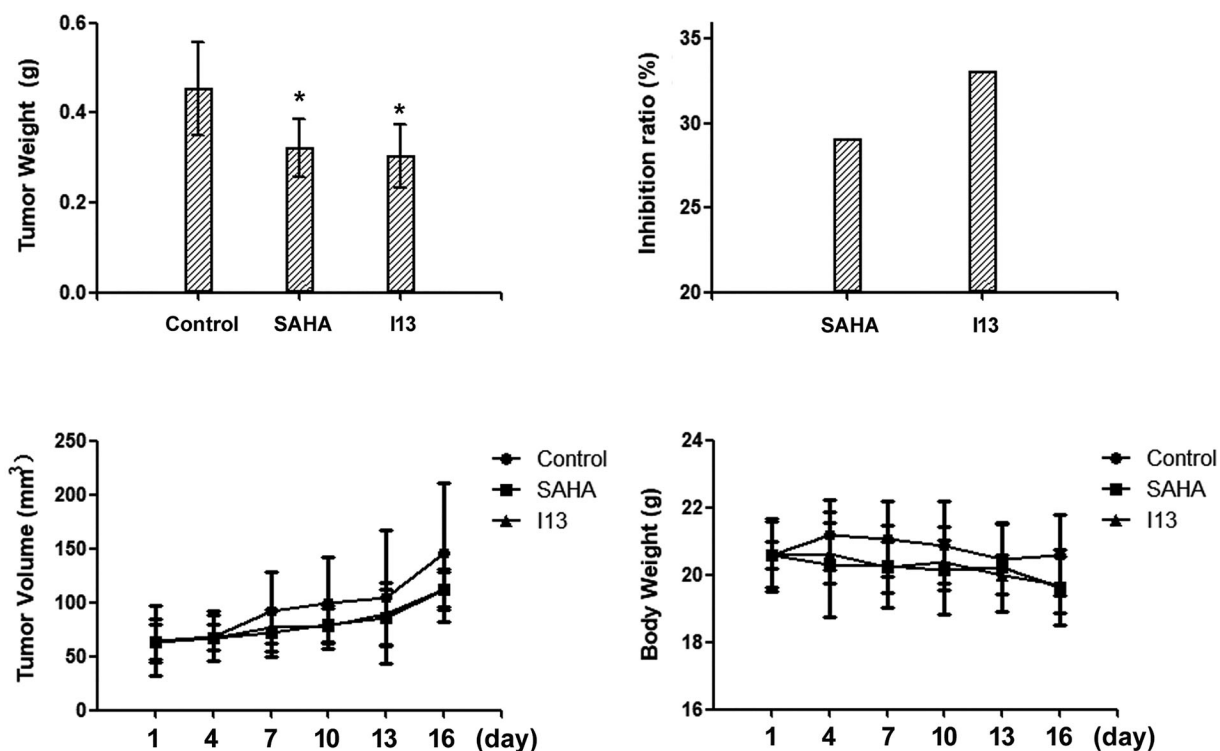 Tumor Weight (g)
0.6
0.4
0.2
0.0
*
*
Control SAHA I13
Inhibition ratio (%)
35
30
25
20
SAHA I13
Tumor Volume (mm³)
250
200
150
100
50
0
1 4 7 10 13 16 (day)
Control
SAHA
I13
Body Weight (g)
24
22
20
18
16
1 4 7 10 13 16 (day)
Control
SAHA
I13